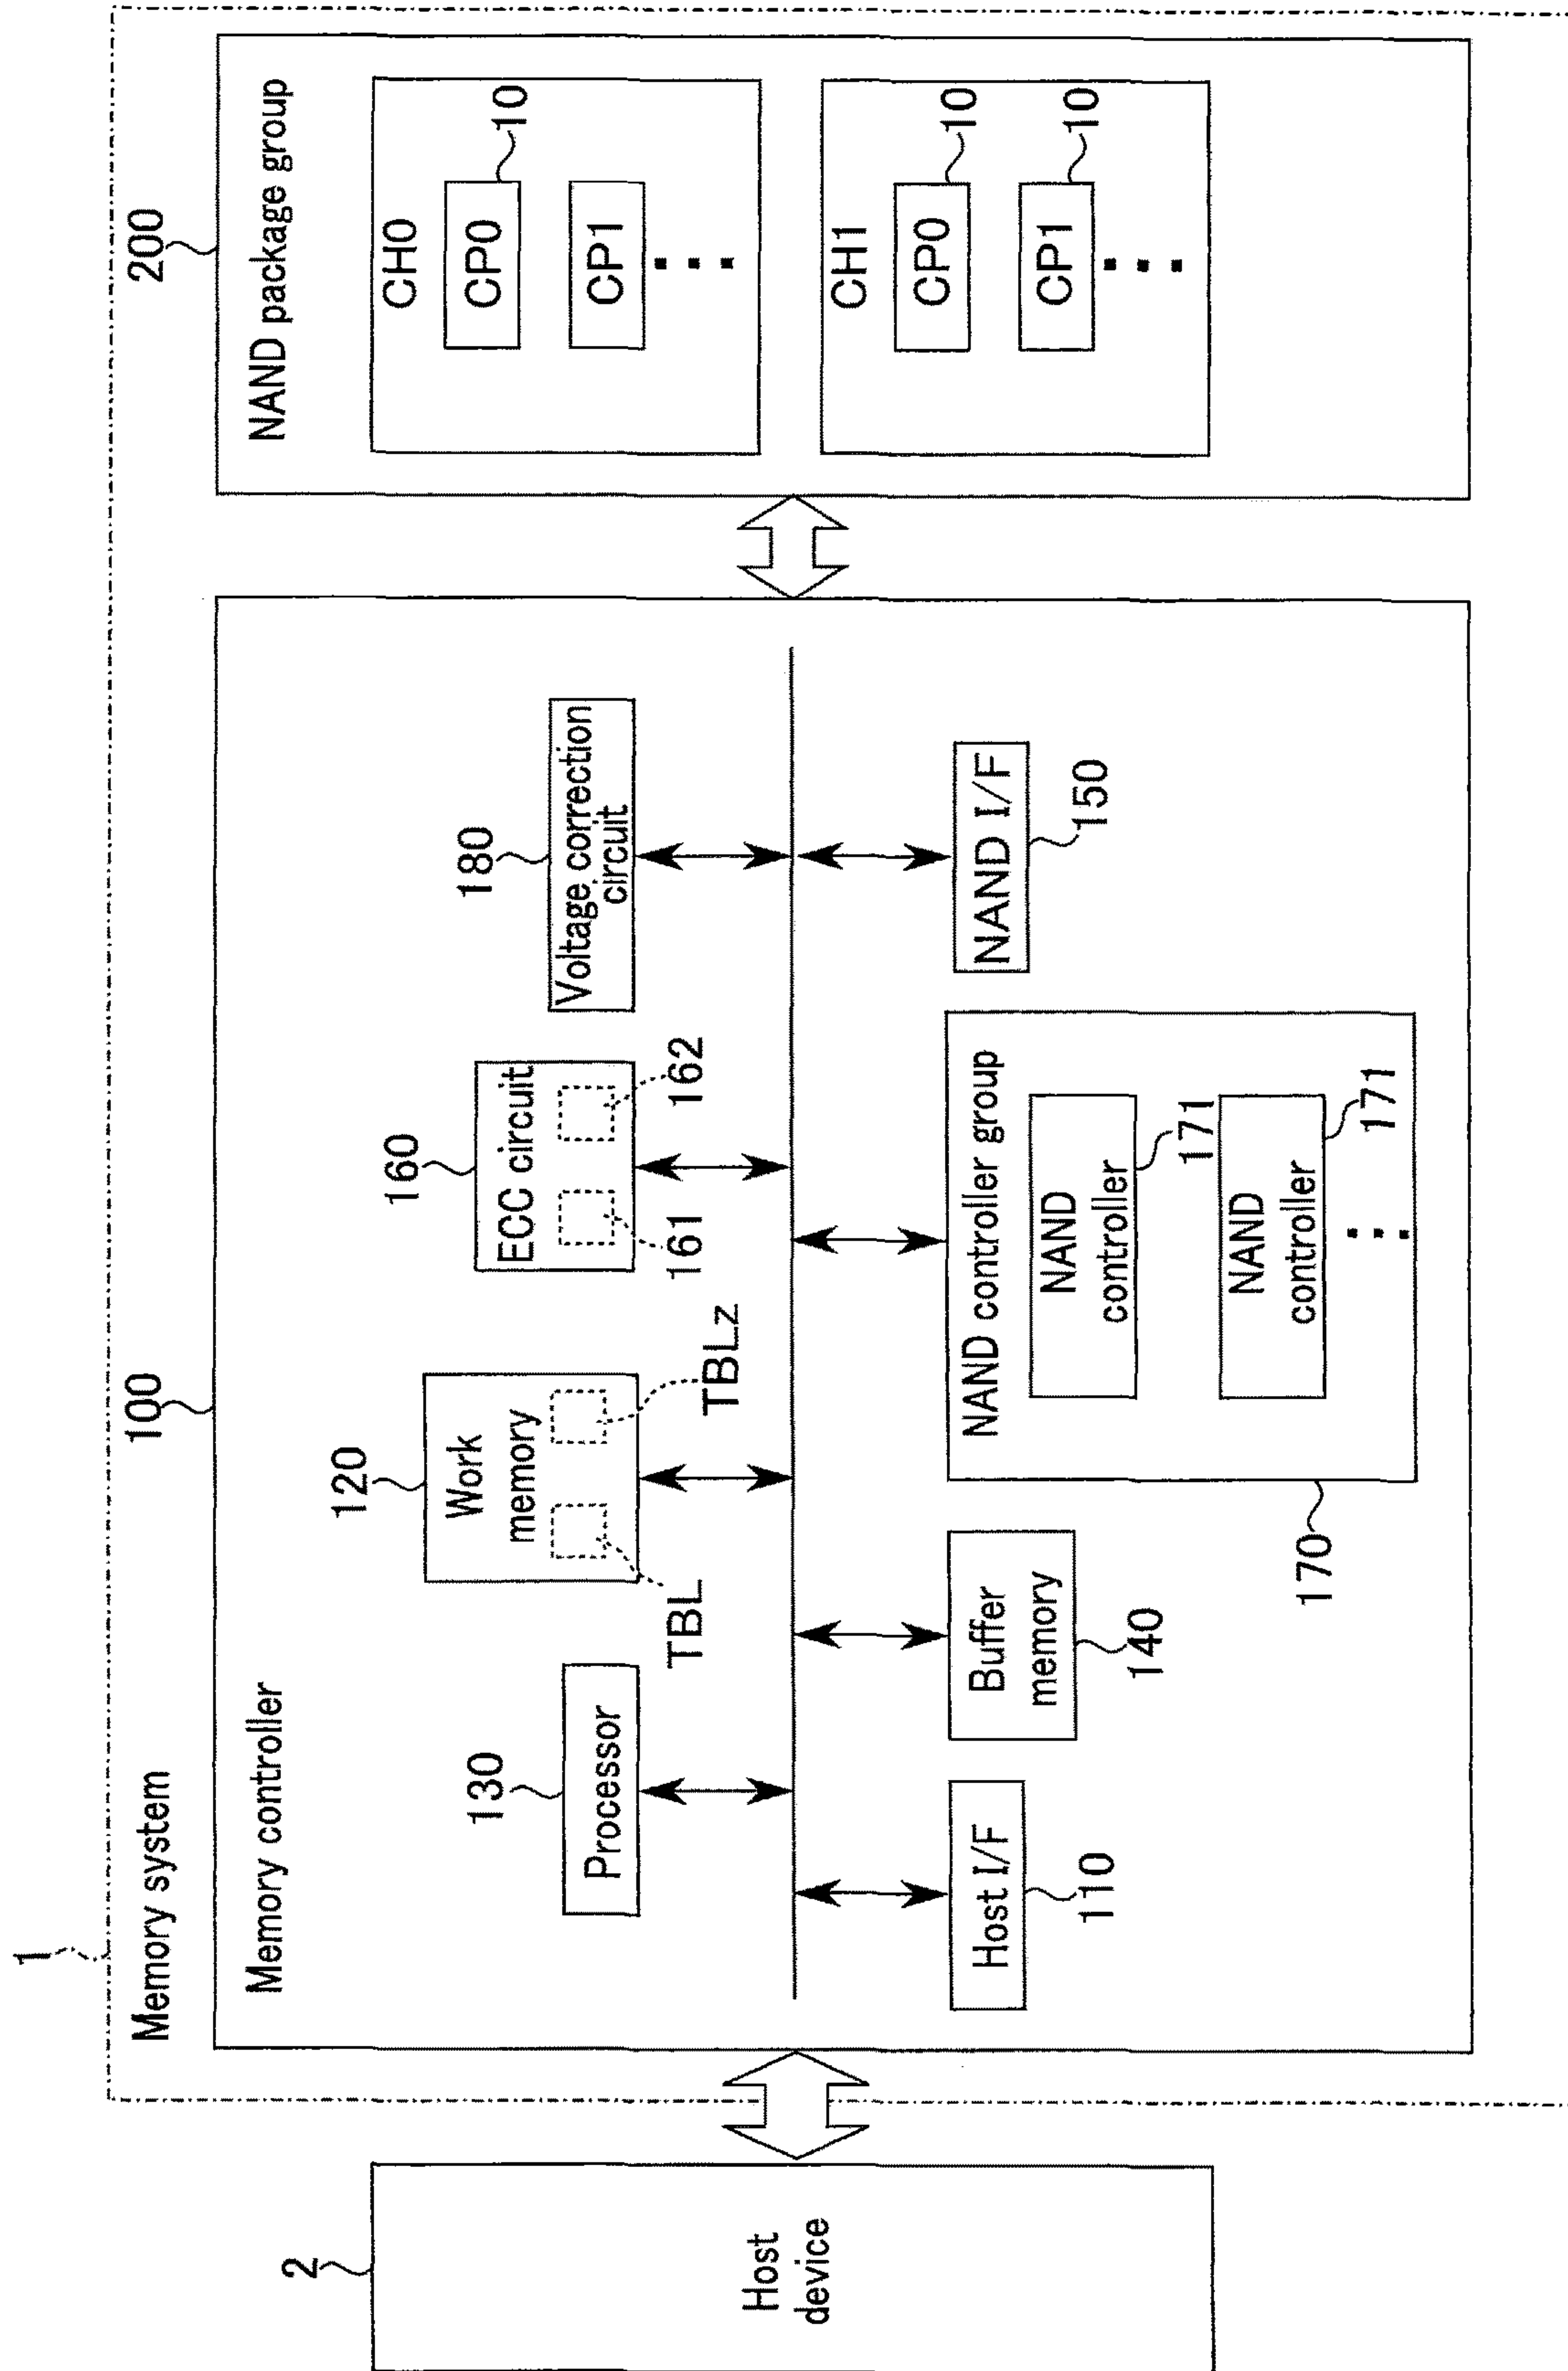 1
Memory system
100
200
Memory controller
NAND package group
2
Host
device
130
Processor
120
Work
memory
TBL
TBLz
160
ECC circuit
161
162
180
Voltage correction
circuit
Host I/F
110
Buffer
memory
140
NAND controller group
NAND
controller
171
NAND
controller
171
170
NAND I/F
150
CH0
CP0
10
CP1
CH1
CP0
10
CP1
10